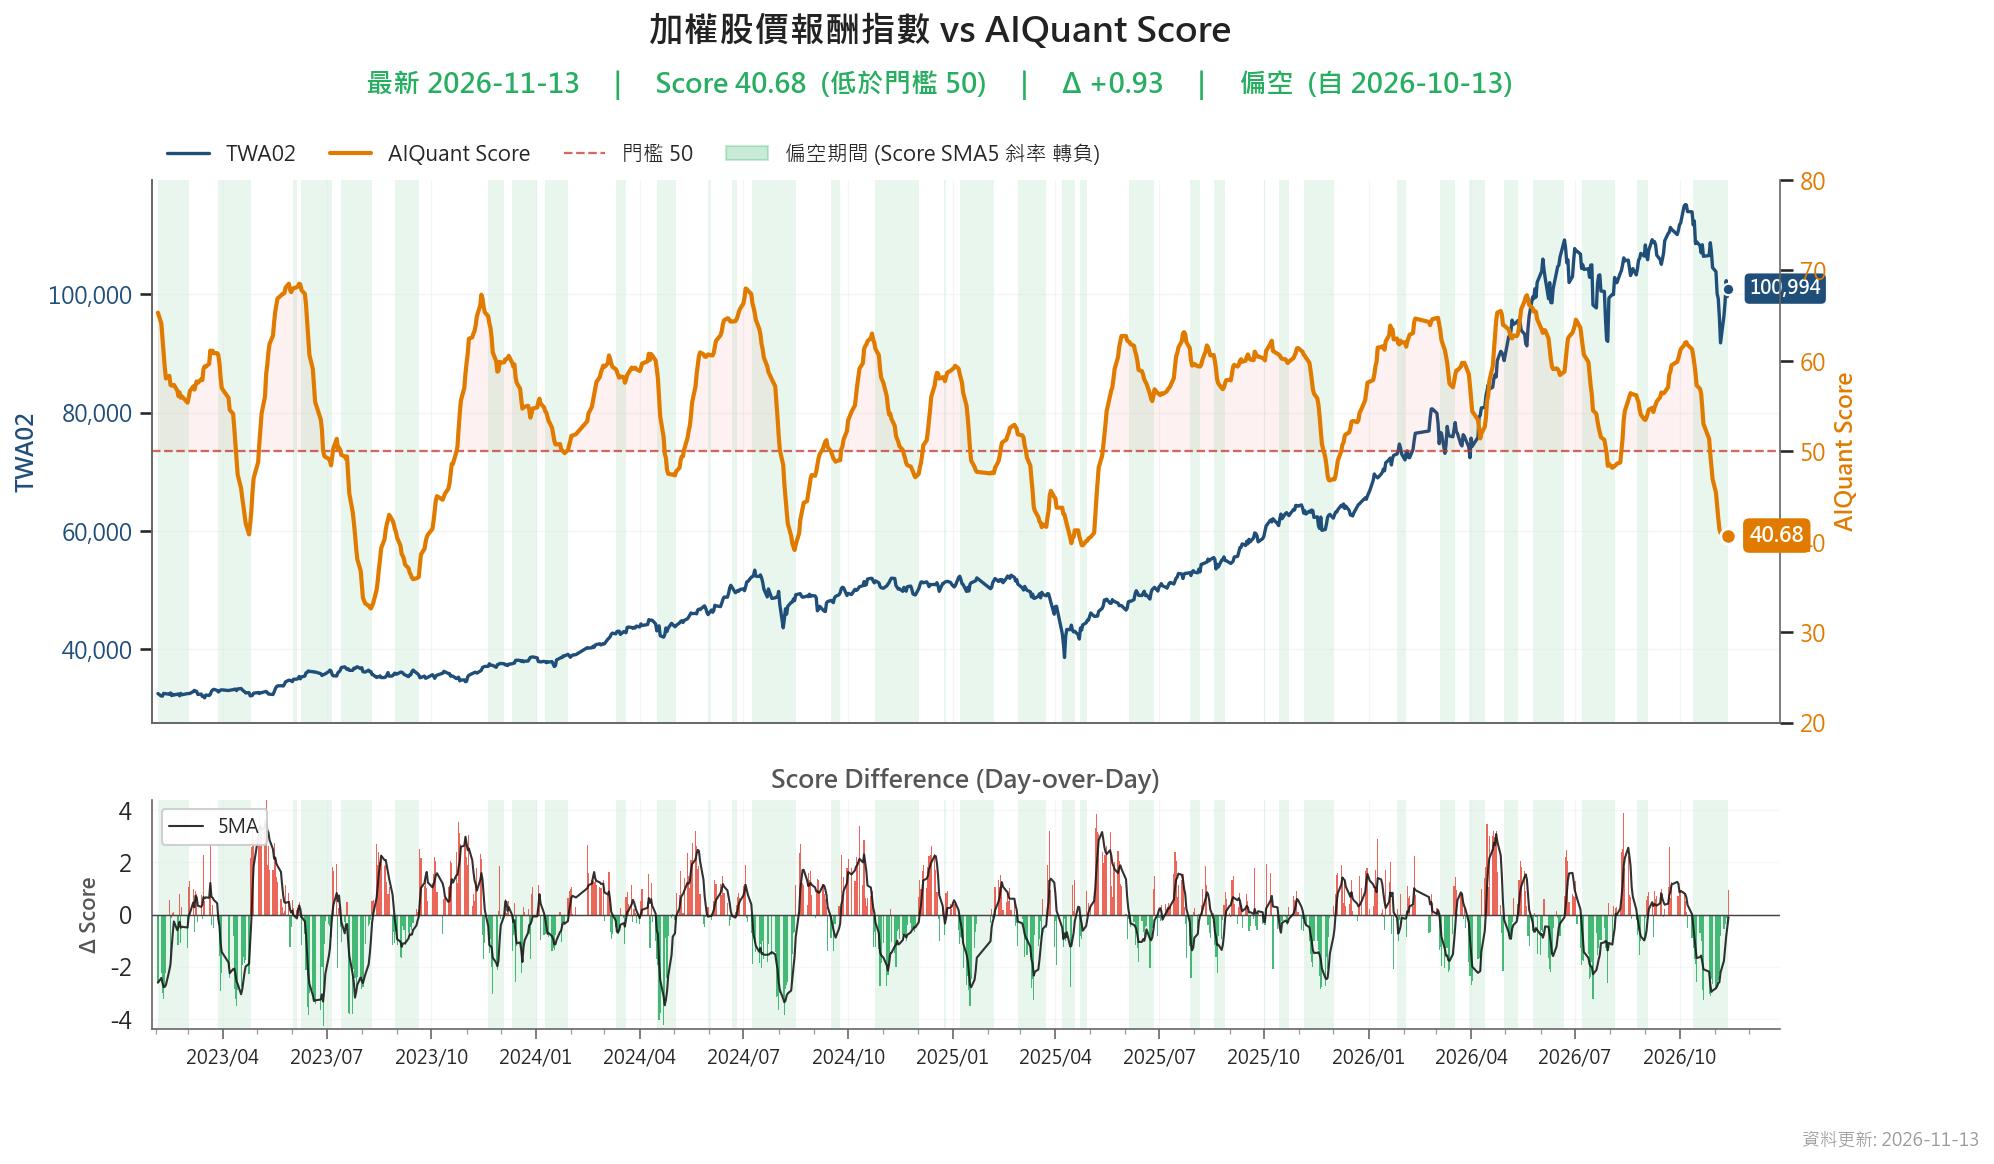 加權股價報酬指數 vs AIQuant Score
最新 2026-11-13 | Score 40.68 (低於門檻 50) | Δ +0.93 | 偏空 (自 2026-10-13)
TWA02 AIQuant Score 門檻 50 偏空期間 (Score SMA5 斜率 轉負)
TWA02
100,000
80,000
60,000
40,000
80
70
60
50
40
30
20
AIQuant Score
100,994
40.68
Score Difference (Day-over-Day)
5MA
Δ Score
4
2
0
-2
-4
2023/04 2023/07 2023/10 2024/01 2024/04 2024/07 2024/10 2025/01 2025/04 2025/07 2025/10 2026/01 2026/04 2026/07 2026/10
資料更新: 2026-11-13